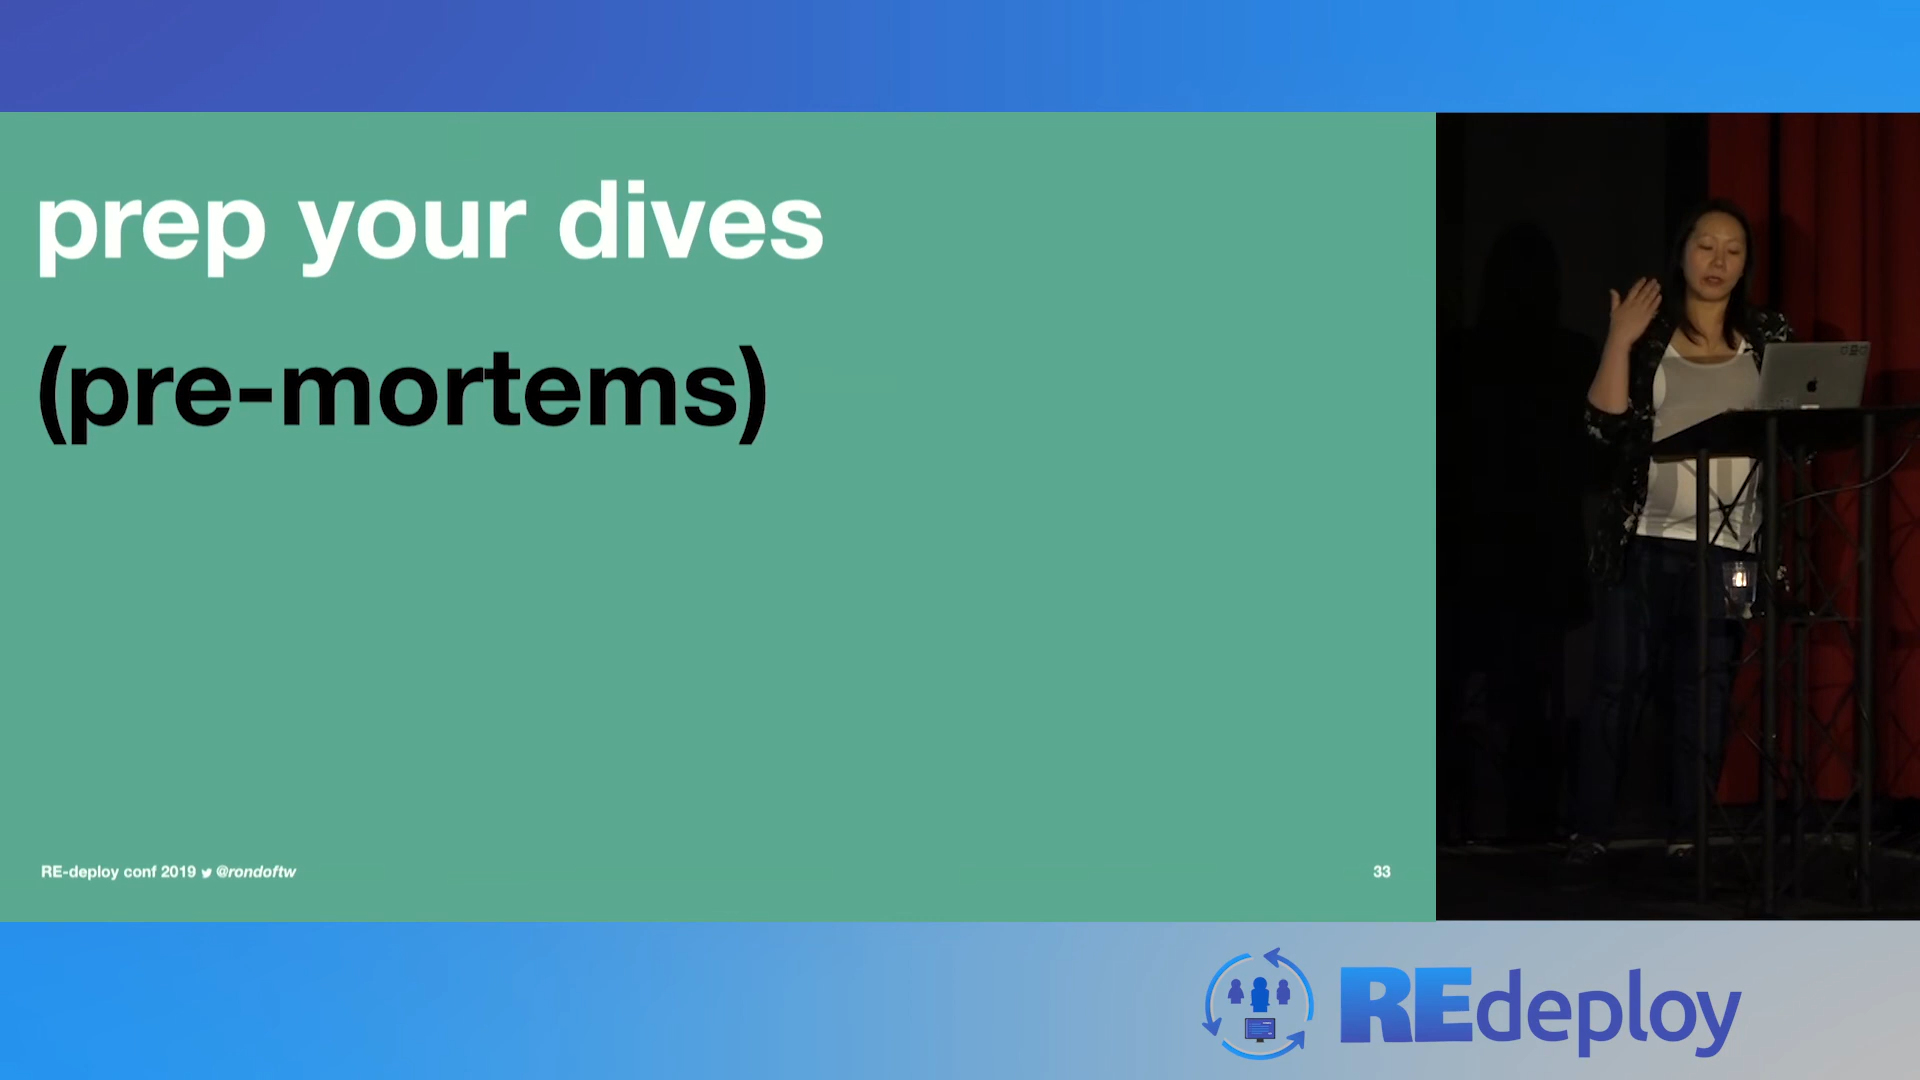 prep your dives
(pre-mortems)
RE-deploy conf 2019 @rondoftw
33
REdeploy